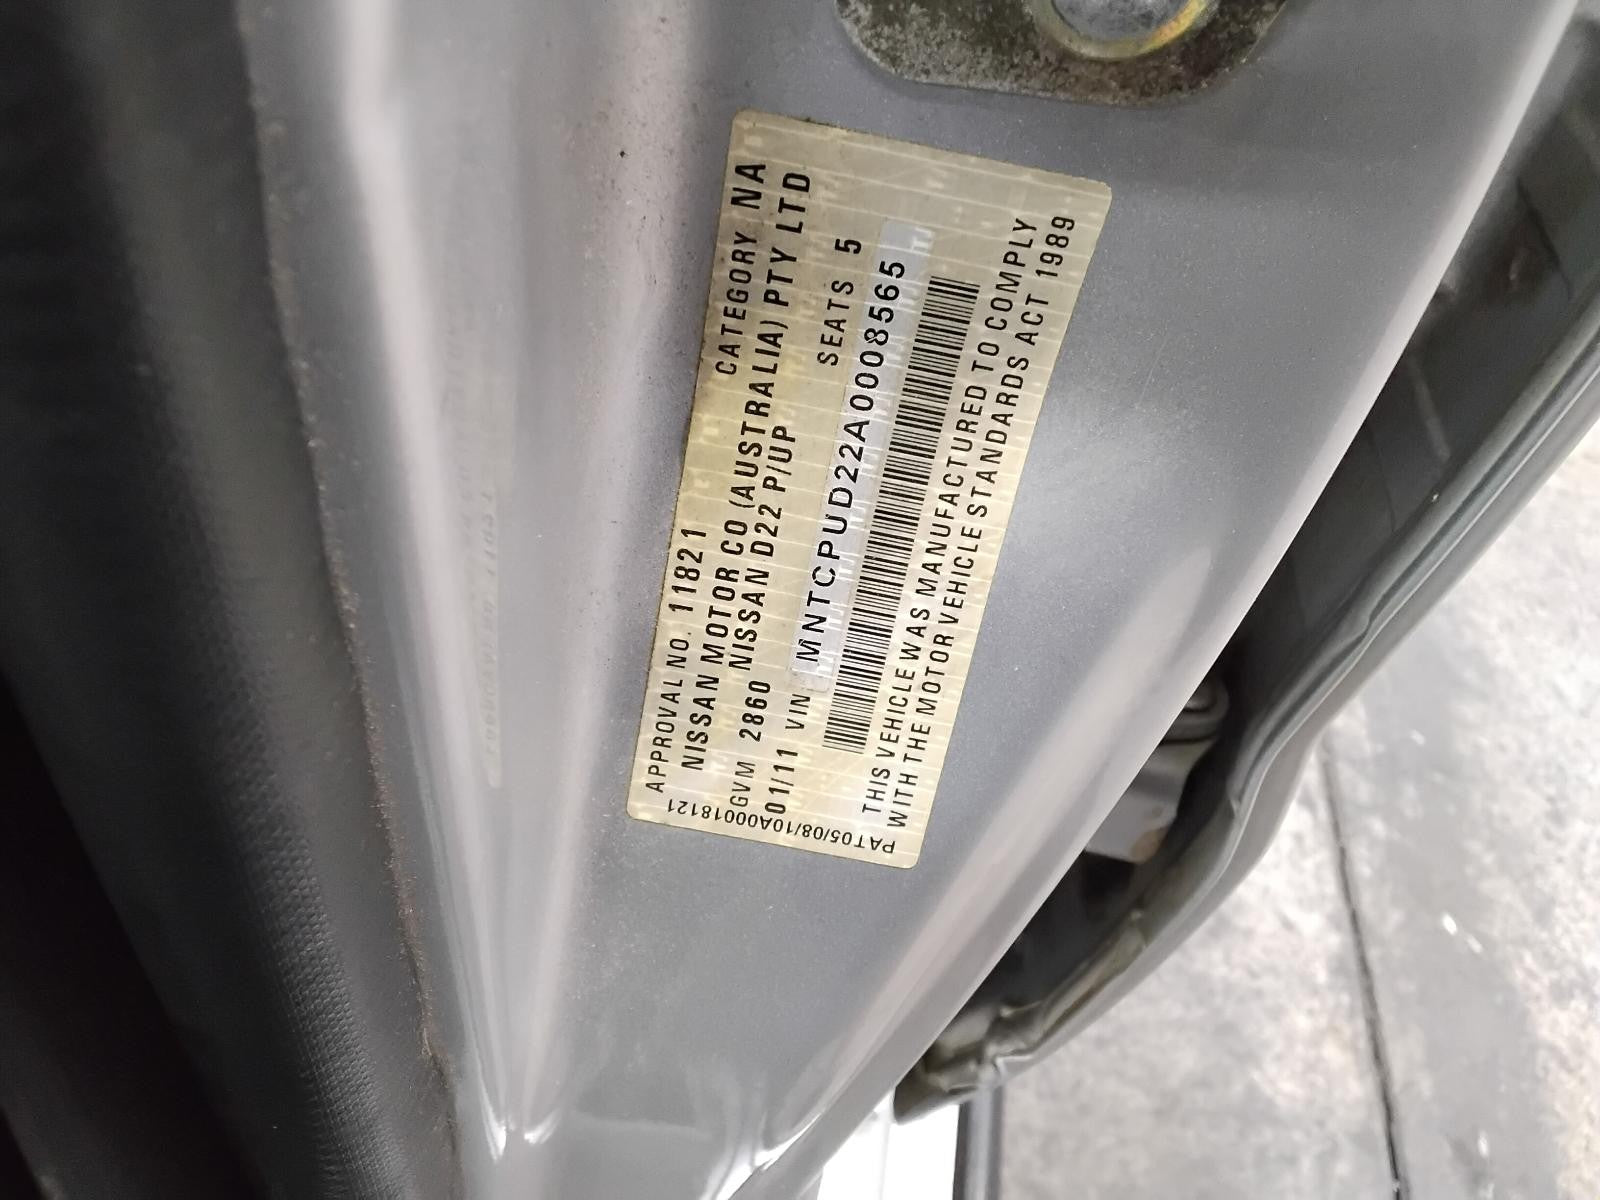 APPROVAL NO. 11821 CATEGORY NA
NISSAN MOTOR CO (AUSTRALIA) PTY LTD
GVM 2860 NISSAN D22 P/UP SEATS 5
01/11 VIN MNTCPUD22A0008565
THIS VEHICLE WAS MANUFACTURED TO COMPLY
WITH THE MOTOR VEHICLE STANDARDS ACT 1989
PAT05/08/10A00018121